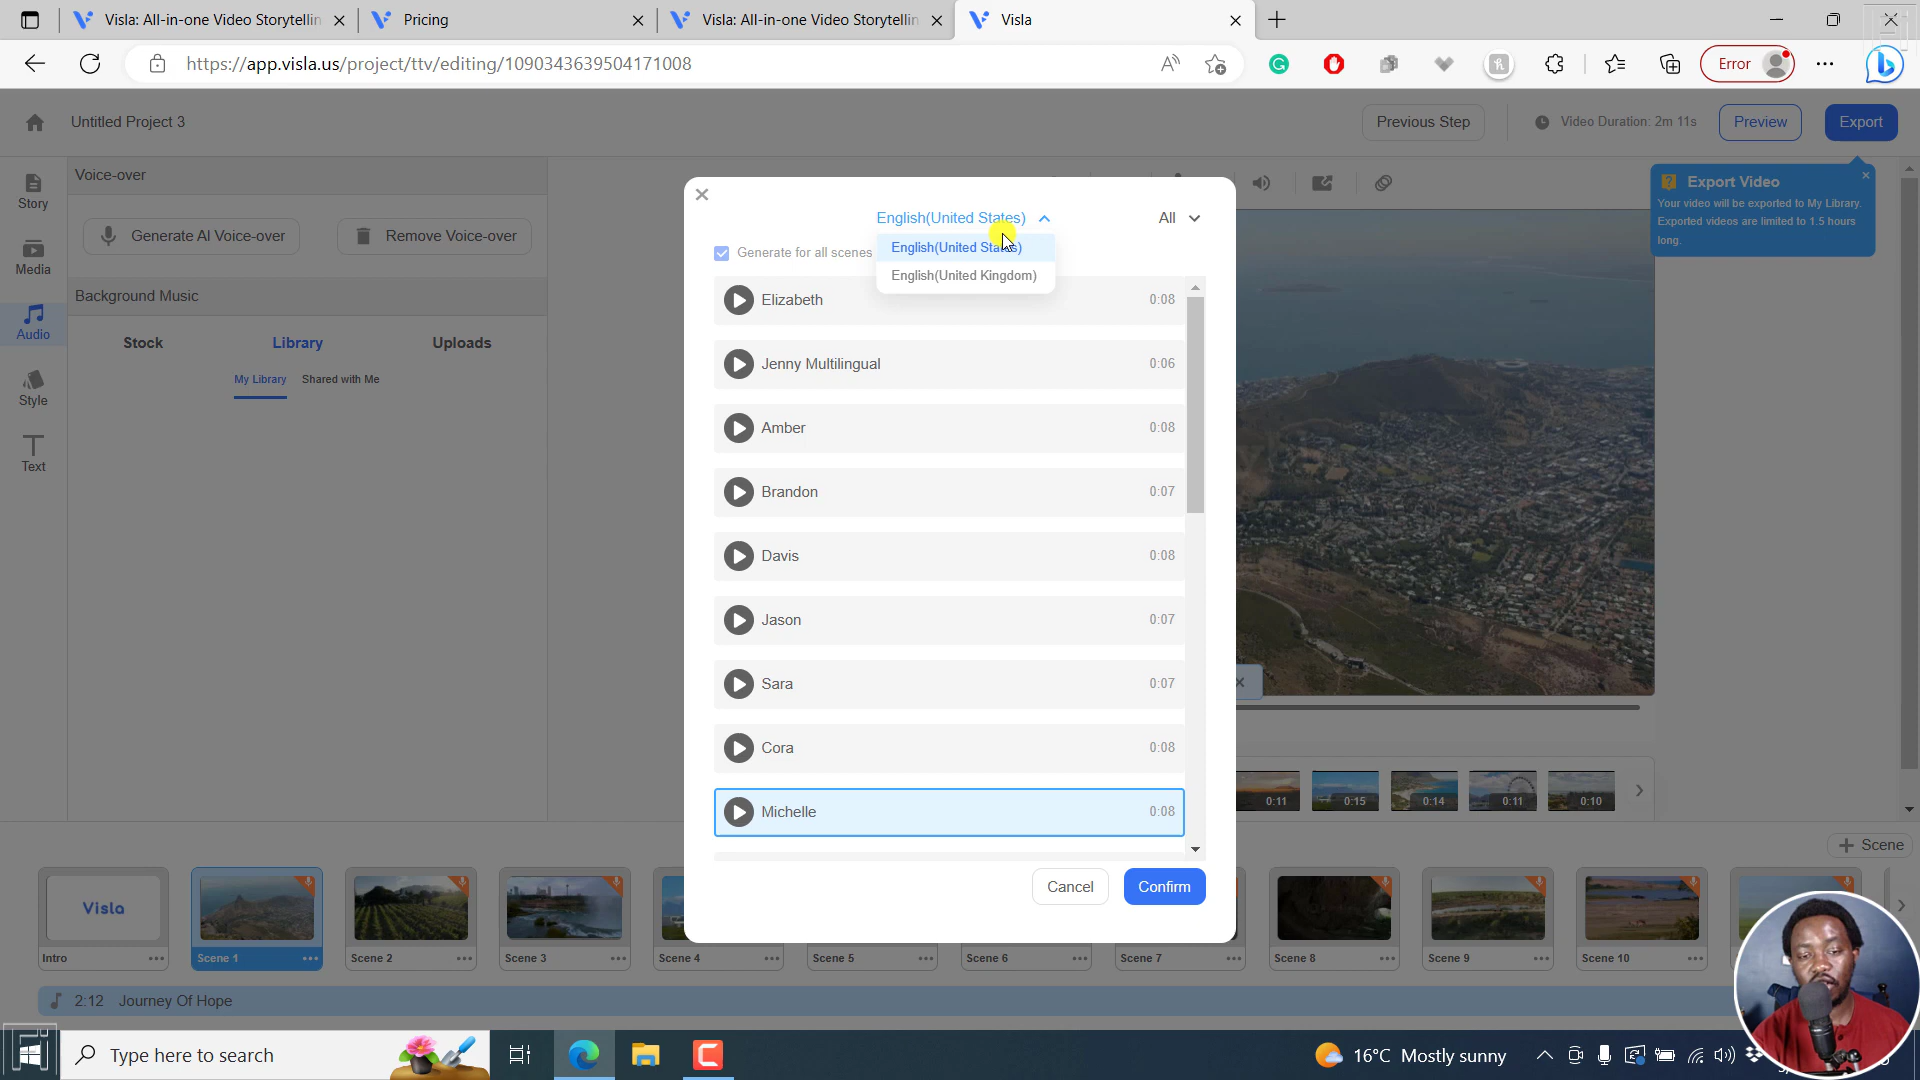 Visla: All-in-one Video Storytellin
Pricing
Visla: All-in-one Video Storytellin
Visla
https://app.visla.us/project/ttv/editing/1090343639504171008
Error
Untitled Project 3
Previous Step
Video Duration: 2m 11s
Preview
Export
Story
Media
Audio
Style
Text
Voice-over
Generate AI Voice-over
Remove Voice-over
Background Music
Stock
Library
Uploads
My Library
Shared with Me
English(United States)
All
Generate for all scenes
English(United States)
English(United Kingdom)
Elizabeth 0:08
Jenny Multilingual 0:06
Amber 0:08
Brandon 0:07
Davis 0:08
Jason 0:07
Sara 0:07
Cora 0:08
Michelle 0:08
Cancel
Confirm
Export Video
Your video will be exported to My Library.
Exported videos are limited to 1.5 hours
long.
0:11
0:15
0:14
0:11
0:10
Scene
Visla
Intro
Scene 1
Scene 2
Scene 3
Scene 4
Scene 5
Scene 6
Scene 7
Scene 8
Scene 9
Scene 10
2:12 Journey Of Hope
Type here to search
16°C Mostly sunny